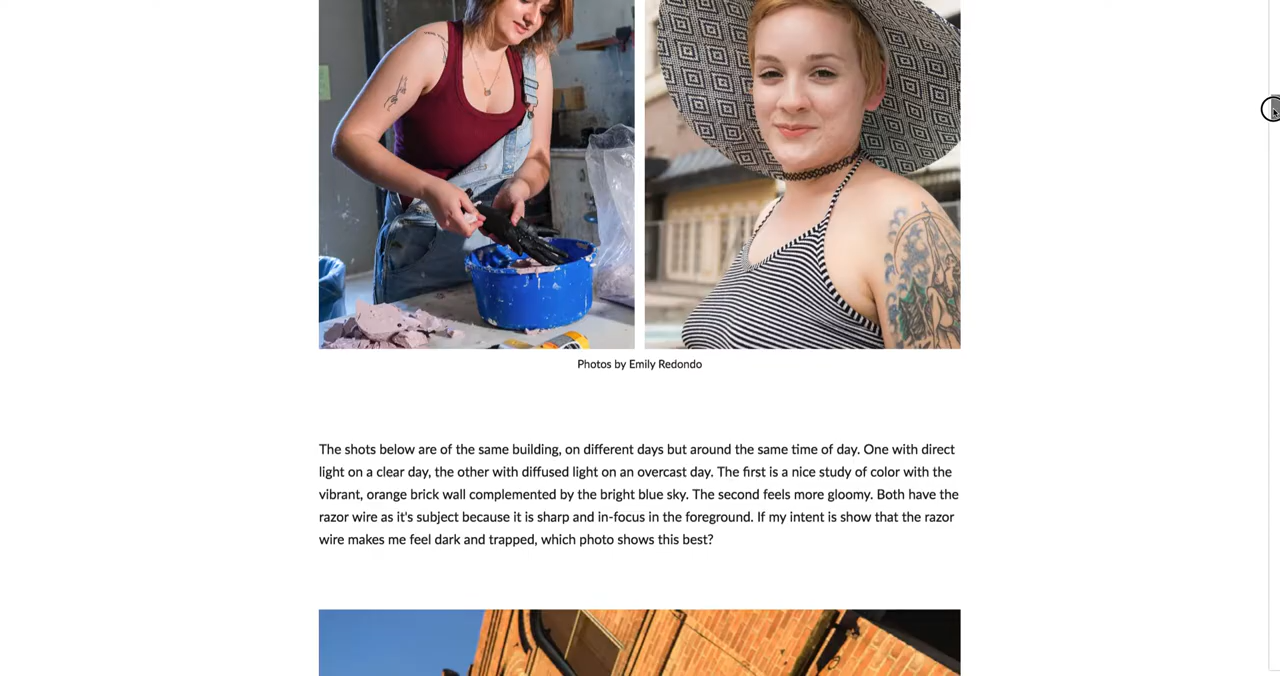 Photos by Emily Redondo
The shots below are of the same building, on different days but around the same time of day. One with direct
light on a clear day, the other with diffused light on an overcast day. The first is a nice study of color with the
vibrant, orange brick wall complemented by the bright blue sky. The second feels more gloomy. Both have the
razor wire as it's subject because it is sharp and in-focus in the foreground. If my intent is show that the razor
wire makes me feel dark and trapped, which photo shows this best?